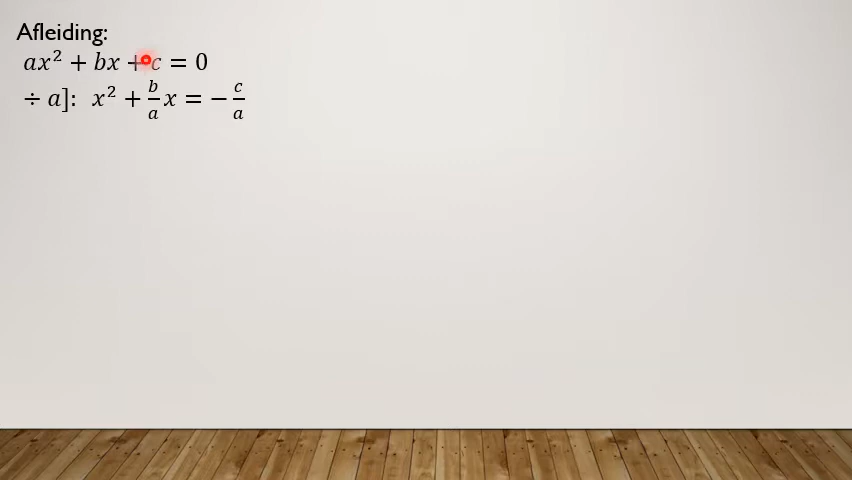 Afleiding:
ax² + bx + c = 0
÷ a]: x² + b/a x = − c/a